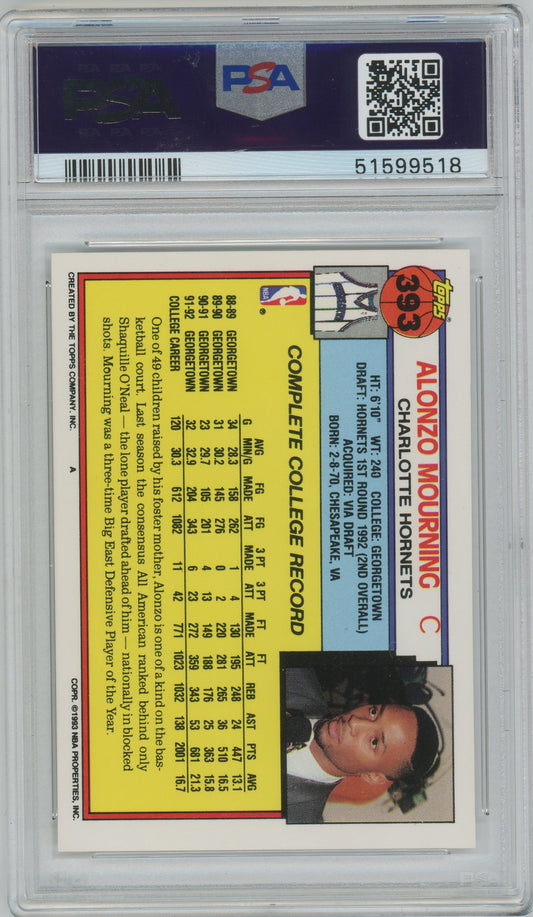 PSA
PSA PSA PSA
PSA
PSA PSA PSA
51599518
Topps®
393
ALONZO MOURNING C
CHARLOTTE HORNETS
HT: 6'10" WT: 240 COLLEGE: GEORGETOWN
DRAFT: HORNETS 1ST ROUND 1992 (2ND OVERALL)
ACQUIRED: VIA DRAFT
BORN: 2-8-70, CHESAPEAKE, VA
NBA ®
COMPLETE COLLEGE RECORD
AVG FG FG 3 PT 3 PT FT FT
G MIN/G MADE ATT MADE ATT MADE ATT REB AST PTS AVG
88-89 GEORGETOWN 34 28.3 158 262 1 4 130 195 248 24 447 13.1
89-90 GEORGETOWN 31 30.2 145 276 0 2 220 281 265 36 510 16.5
90-91 GEORGETOWN 23 29.7 105 201 4 13 149 188 176 25 363 15.8
91-92 GEORGETOWN 32 32.9 204 343 6 23 272 359 343 53 681 21.3
COLLEGE CAREER 120 30.3 612 1082 11 42 771 1023 1032 138 2001 16.7
One of 49 children raised by his foster mother, Alonzo is one of a kind on the bas-
ketball court. Last season the consensus All American ranked behind only
Shaquille O'Neal — the lone player drafted ahead of him — nationally in blocked
shots. Mourning was a three-time Big East Defensive Player of the Year.
CREATED BY THE TOPPS COMPANY, INC. A COPR. ©1993 NBA PROPERTIES, INC.